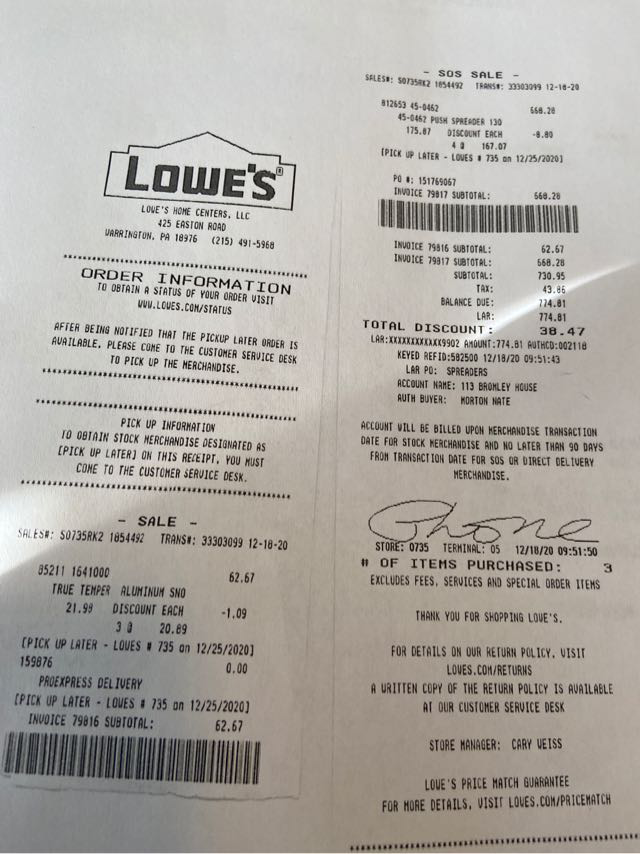 LOWE'S®
LOWE'S HOME CENTERS, LLC
425 EASTON ROAD
WARRINGTON, PA 18976 (215) 491-5968
ORDER INFORMATION
TO OBTAIN A STATUS OF YOUR ORDER VISIT
WWW.LOWES.COM/STATUS
AFTER BEING NOTIFIED THAT THE PICKUP LATER ORDER IS
AVAILABLE, PLEASE COME TO THE CUSTOMER SERVICE DESK
TO PICK UP THE MERCHANDISE.
PICK UP INFORMATION
TO OBTAIN STOCK MERCHANDISE DESIGNATED AS
[PICK UP LATER] ON THIS RECEIPT, YOU MUST
COME TO THE CUSTOMER SERVICE DESK.
- SALE -
SALES#: S0735RK2 1854492 TRANS#: 33303099 12-18-20
85211 1641000 62.67
TRUE TEMPER ALUMINUM SNO
21.99 DISCOUNT EACH -1.09
3 @ 20.89
[PICK UP LATER - LOWES # 735 on 12/25/2020]
159876 0.00
PROEXPRESS DELIVERY
[PICK UP LATER - LOWES # 735 on 12/25/2020]
INVOICE 79816 SUBTOTAL: 62.67
- SOS SALE -
SALES#: S0735RK2 1854492 TRANS#: 33303099 12-18-20
812653 45-0462 668.28
45-0462 PUSH SPREADER 130
175.87 DISCOUNT EACH -8.80
4 @ 167.07
[PICK UP LATER - LOWES # 735 on 12/25/2020]
PO #: 151769067
INVOICE 79817 SUBTOTAL: 668.28
INVOICE 79816 SUBTOTAL: 62.67
INVOICE 79817 SUBTOTAL: 668.28
SUBTOTAL: 730.95
TAX: 43.86
BALANCE DUE: 774.81
LAR: 774.81
TOTAL DISCOUNT: 38.47
LAR:XXXXXXXXXXXX9902 AMOUNT:774.81 AUTHCD:002118
KEYED REFID:582500 12/18/20 09:51:43
LAR PO: SPREADERS
ACCOUNT NAME: 113 BROMLEY HOUSE
AUTH BUYER: MORTON NATE
ACCOUNT WILL BE BILLED UPON MERCHANDISE TRANSACTION
DATE FOR STOCK MERCHANDISE AND NO LATER THAN 90 DAYS
FROM TRANSACTION DATE FOR SOS OR DIRECT DELIVERY
MERCHANDISE.
Phone
STORE: 0735 TERMINAL: 05 12/18/20 09:51:50
# OF ITEMS PURCHASED: 3
EXCLUDES FEES, SERVICES AND SPECIAL ORDER ITEMS
THANK YOU FOR SHOPPING LOWE'S.
FOR DETAILS ON OUR RETURN POLICY, VISIT
LOWES.COM/RETURNS
A WRITTEN COPY OF THE RETURN POLICY IS AVAILABLE
AT OUR CUSTOMER SERVICE DESK
STORE MANAGER: CARY WEISS
LOWE'S PRICE MATCH GUARANTEE
FOR MORE DETAILS, VISIT LOWES.COM/PRICEMATCH